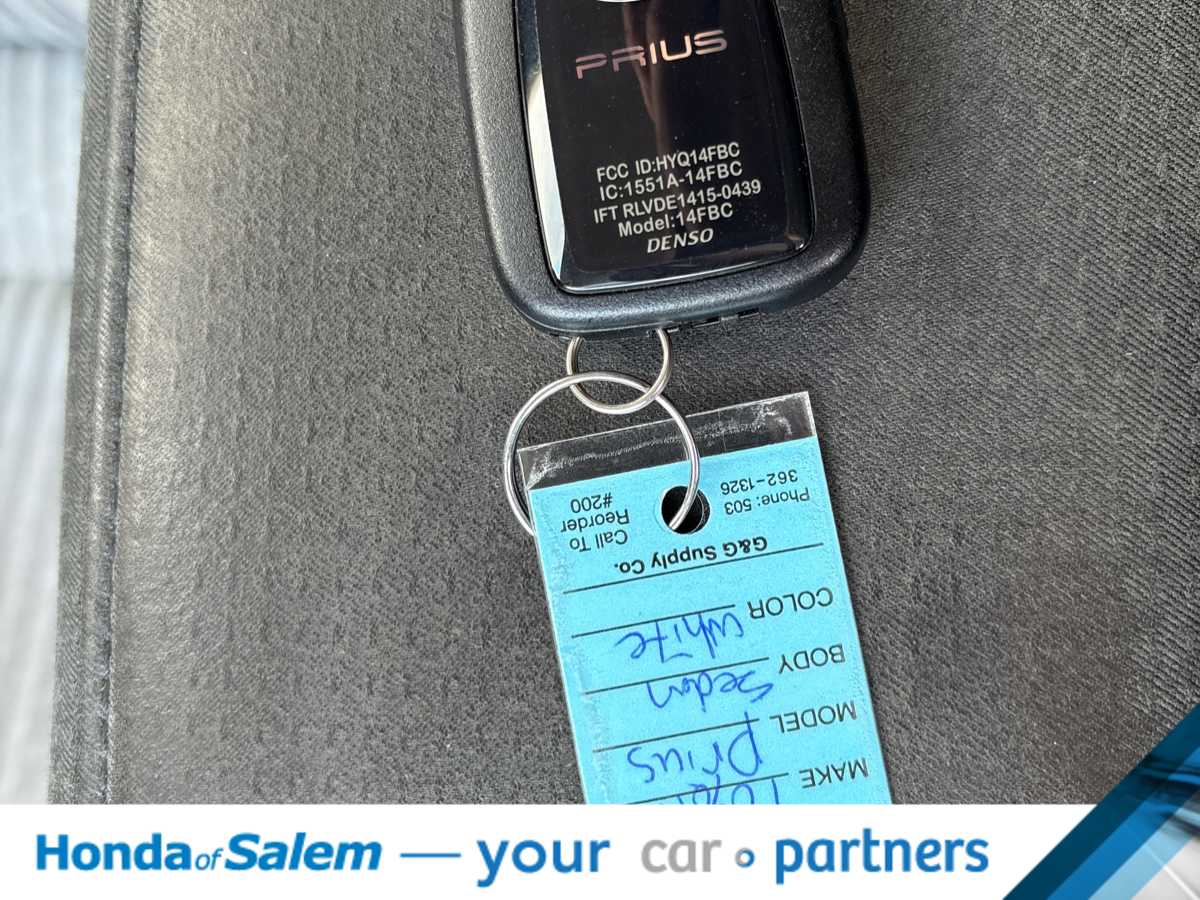 PRIUS
FCC ID:HYQ14FBC
IC:1551A-14FBC
IFT RLVDE1415-0439
Model:14FBC
DENSO
MAKE
MODEL Prius
BODY Sedan
COLOR White
G&G Supply Co.
Call To
Reorder
#200
Phone: 503
362-1326
Honda of Salem — your car partners